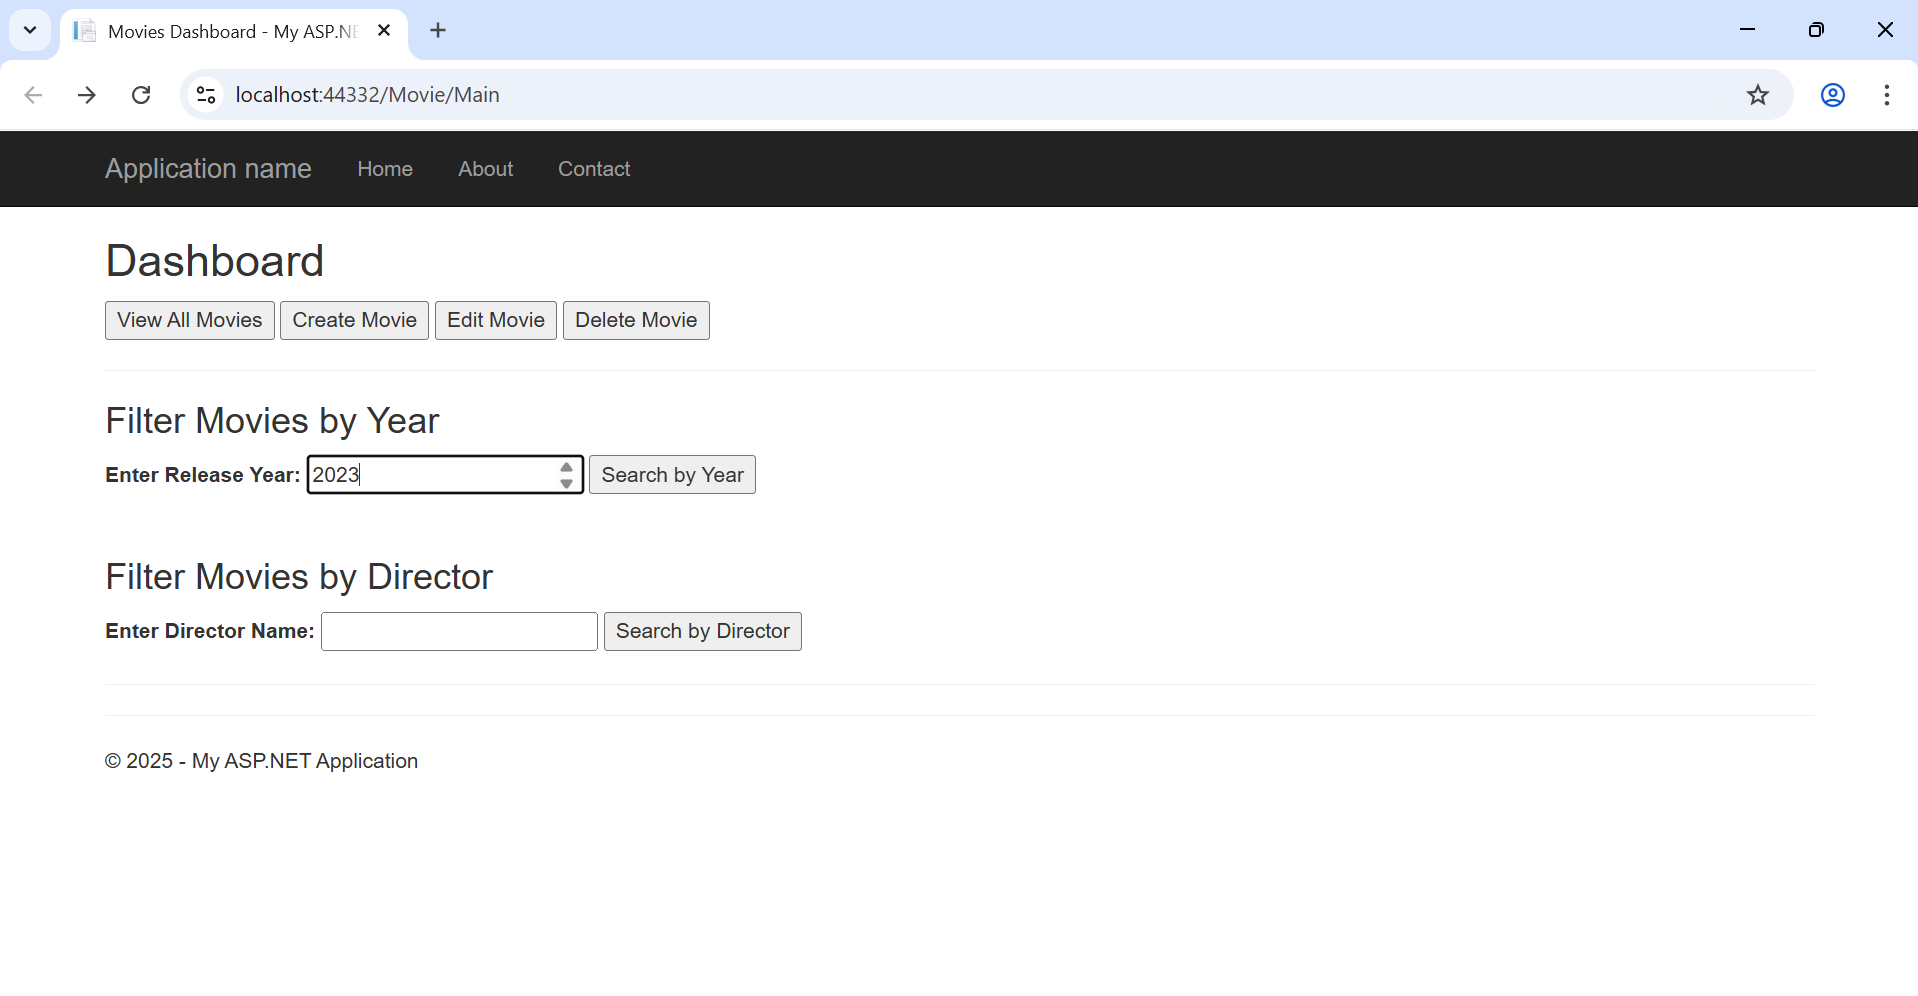 Movies Dashboard - My ASP.NE
localhost:44332/Movie/Main
Application name Home About Contact
Dashboard
View All Movies Create Movie Edit Movie Delete Movie
Filter Movies by Year
Enter Release Year: 2023 Search by Year
Filter Movies by Director
Enter Director Name: Search by Director
© 2025 - My ASP.NET Application